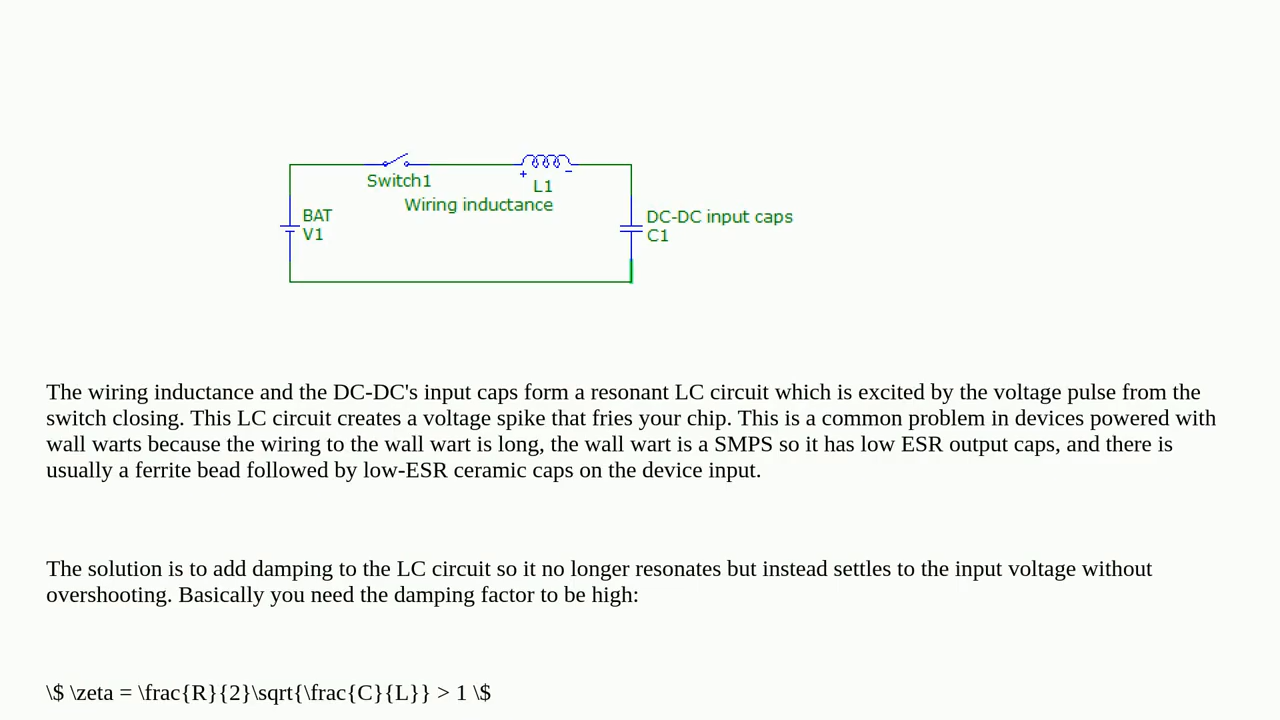 Switch1
+ −
L1
Wiring inductance
BAT
V1
DC-DC input caps
C1
The wiring inductance and the DC-DC's input caps form a resonant LC circuit which is excited by the voltage pulse from the
switch closing. This LC circuit creates a voltage spike that fries your chip. This is a common problem in devices powered with
wall warts because the wiring to the wall wart is long, the wall wart is a SMPS so it has low ESR output caps, and there is
usually a ferrite bead followed by low-ESR ceramic caps on the device input.
The solution is to add damping to the LC circuit so it no longer resonates but instead settles to the input voltage without
overshooting. Basically you need the damping factor to be high:
\$ \zeta = \frac{R}{2}\sqrt{\frac{C}{L}} > 1 \$